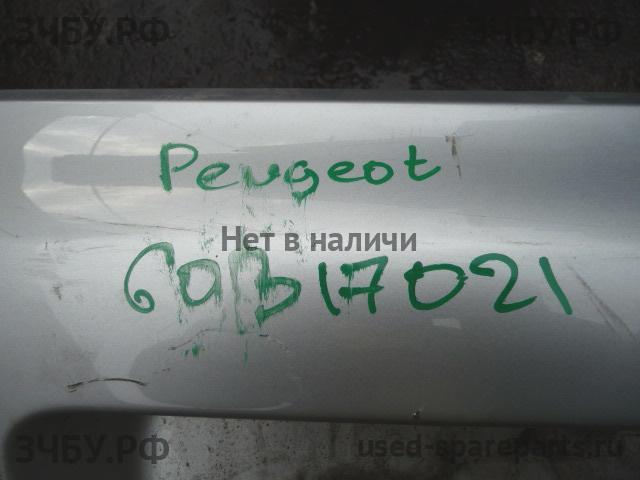 ЗЧБУ.РФ
ЗЧБУ.РФ
Peugeot
Нет в наличи
60B17021
ЗЧБУ.РФ
used-spareparts.ru